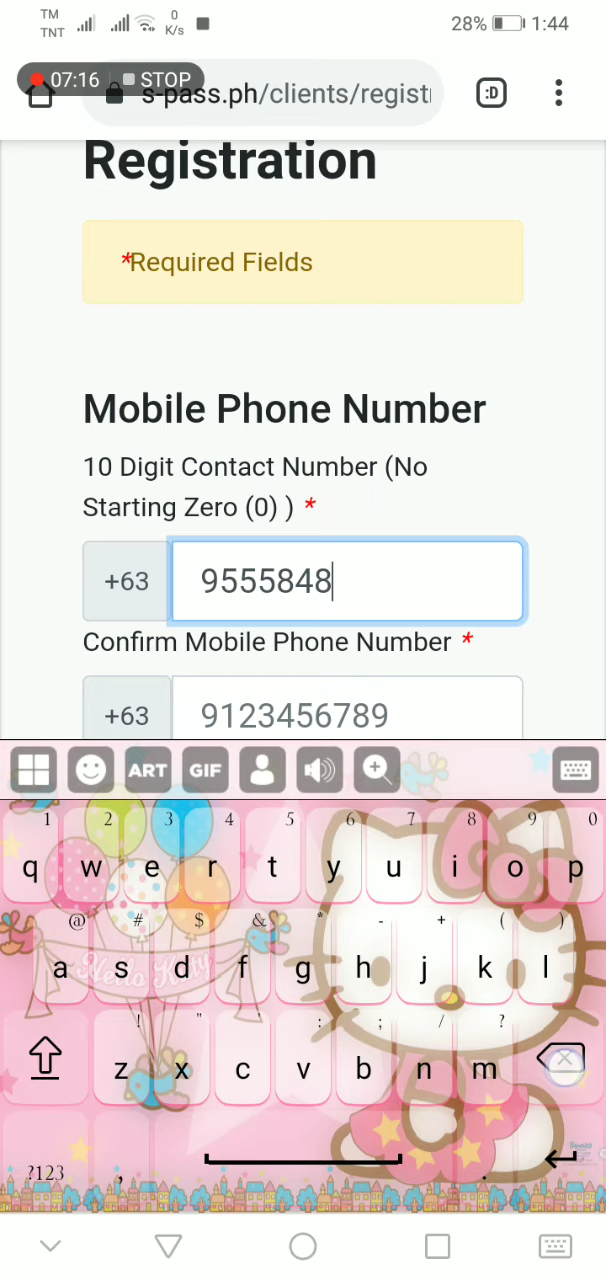 TM
TNT
0
K/s
28%
1:44
07:16
STOP
s-pass.ph/clients/regist
:D
Registration
*Required Fields
Mobile Phone Number
10 Digit Contact Number (No
Starting Zero (0) ) *
+63
9555848
Confirm Mobile Phone Number *
+63
9123456789
ART
GIF
1 2 3 4 5 6 7 8 9 0
q w e r t y u i o p
@ # $ & * - + ( )
a s d f g h j k l
Hello Kitty
! " ' : ; / ?
z x c v b n m
?123 , .